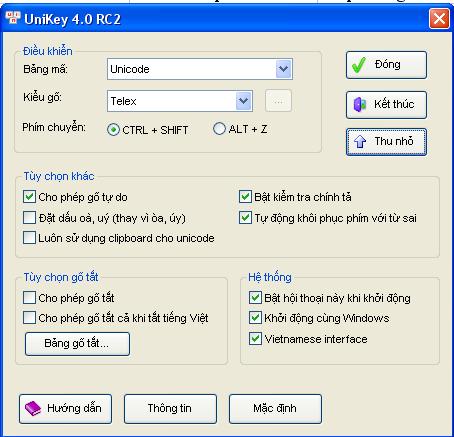 UniKey 4.0 RC2
Điều khiển
Bảng mã:
Unicode
Đóng
Kiểu gõ:
Telex
...
Kết thúc
Phím chuyển:
CTRL + SHIFT
ALT + Z
Thu nhỏ
Tùy chọn khác
Cho phép gõ tự do
Bật kiểm tra chính tả
Đặt dấu oà, uý (thay vì òa, úy)
Tự động khôi phục phím với từ sai
Luôn sử dụng clipboard cho unicode
Tùy chọn gõ tắt
Hệ thống
Cho phép gõ tắt
Bật hội thoại này khi khởi động
Cho phép gõ tắt cả khi tắt tiếng Việt
Khởi động cùng Windows
Bảng gõ tắt...
Vietnamese interface
Hướng dẫn
Thông tin
Mặc định